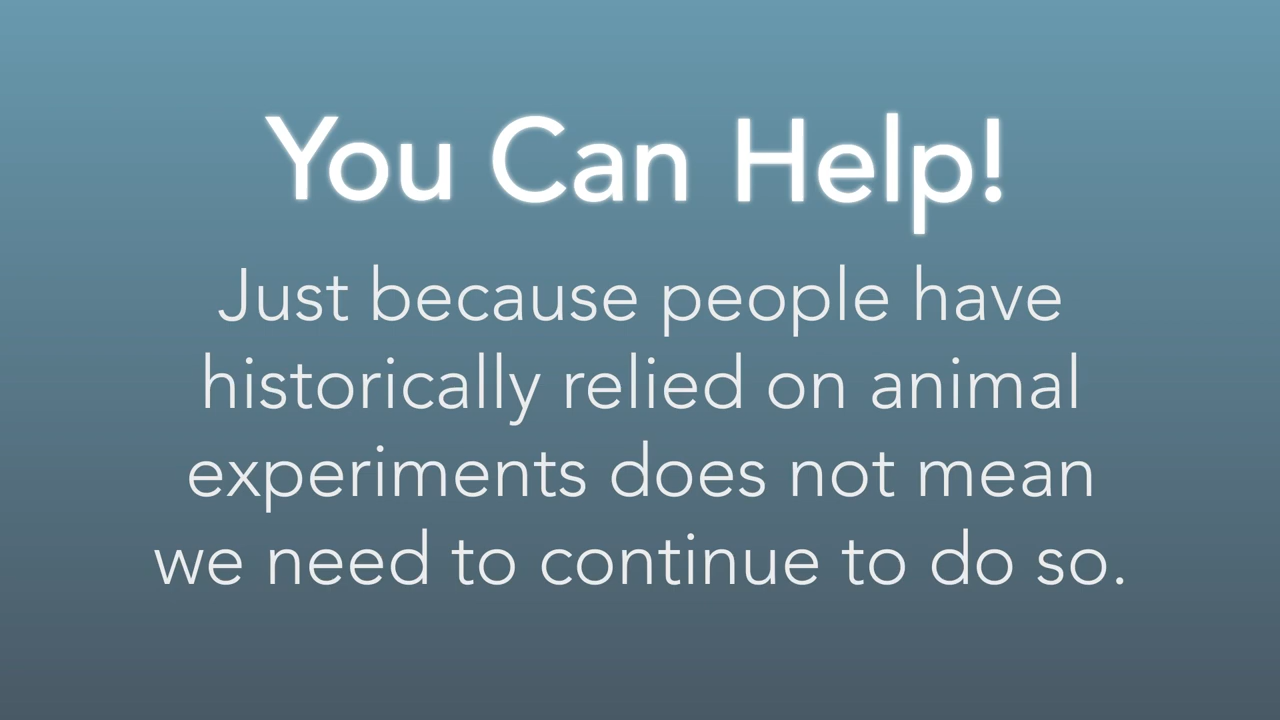 You Can Help!
Just because people have
historically relied on animal
experiments does not mean
we need to continue to do so.